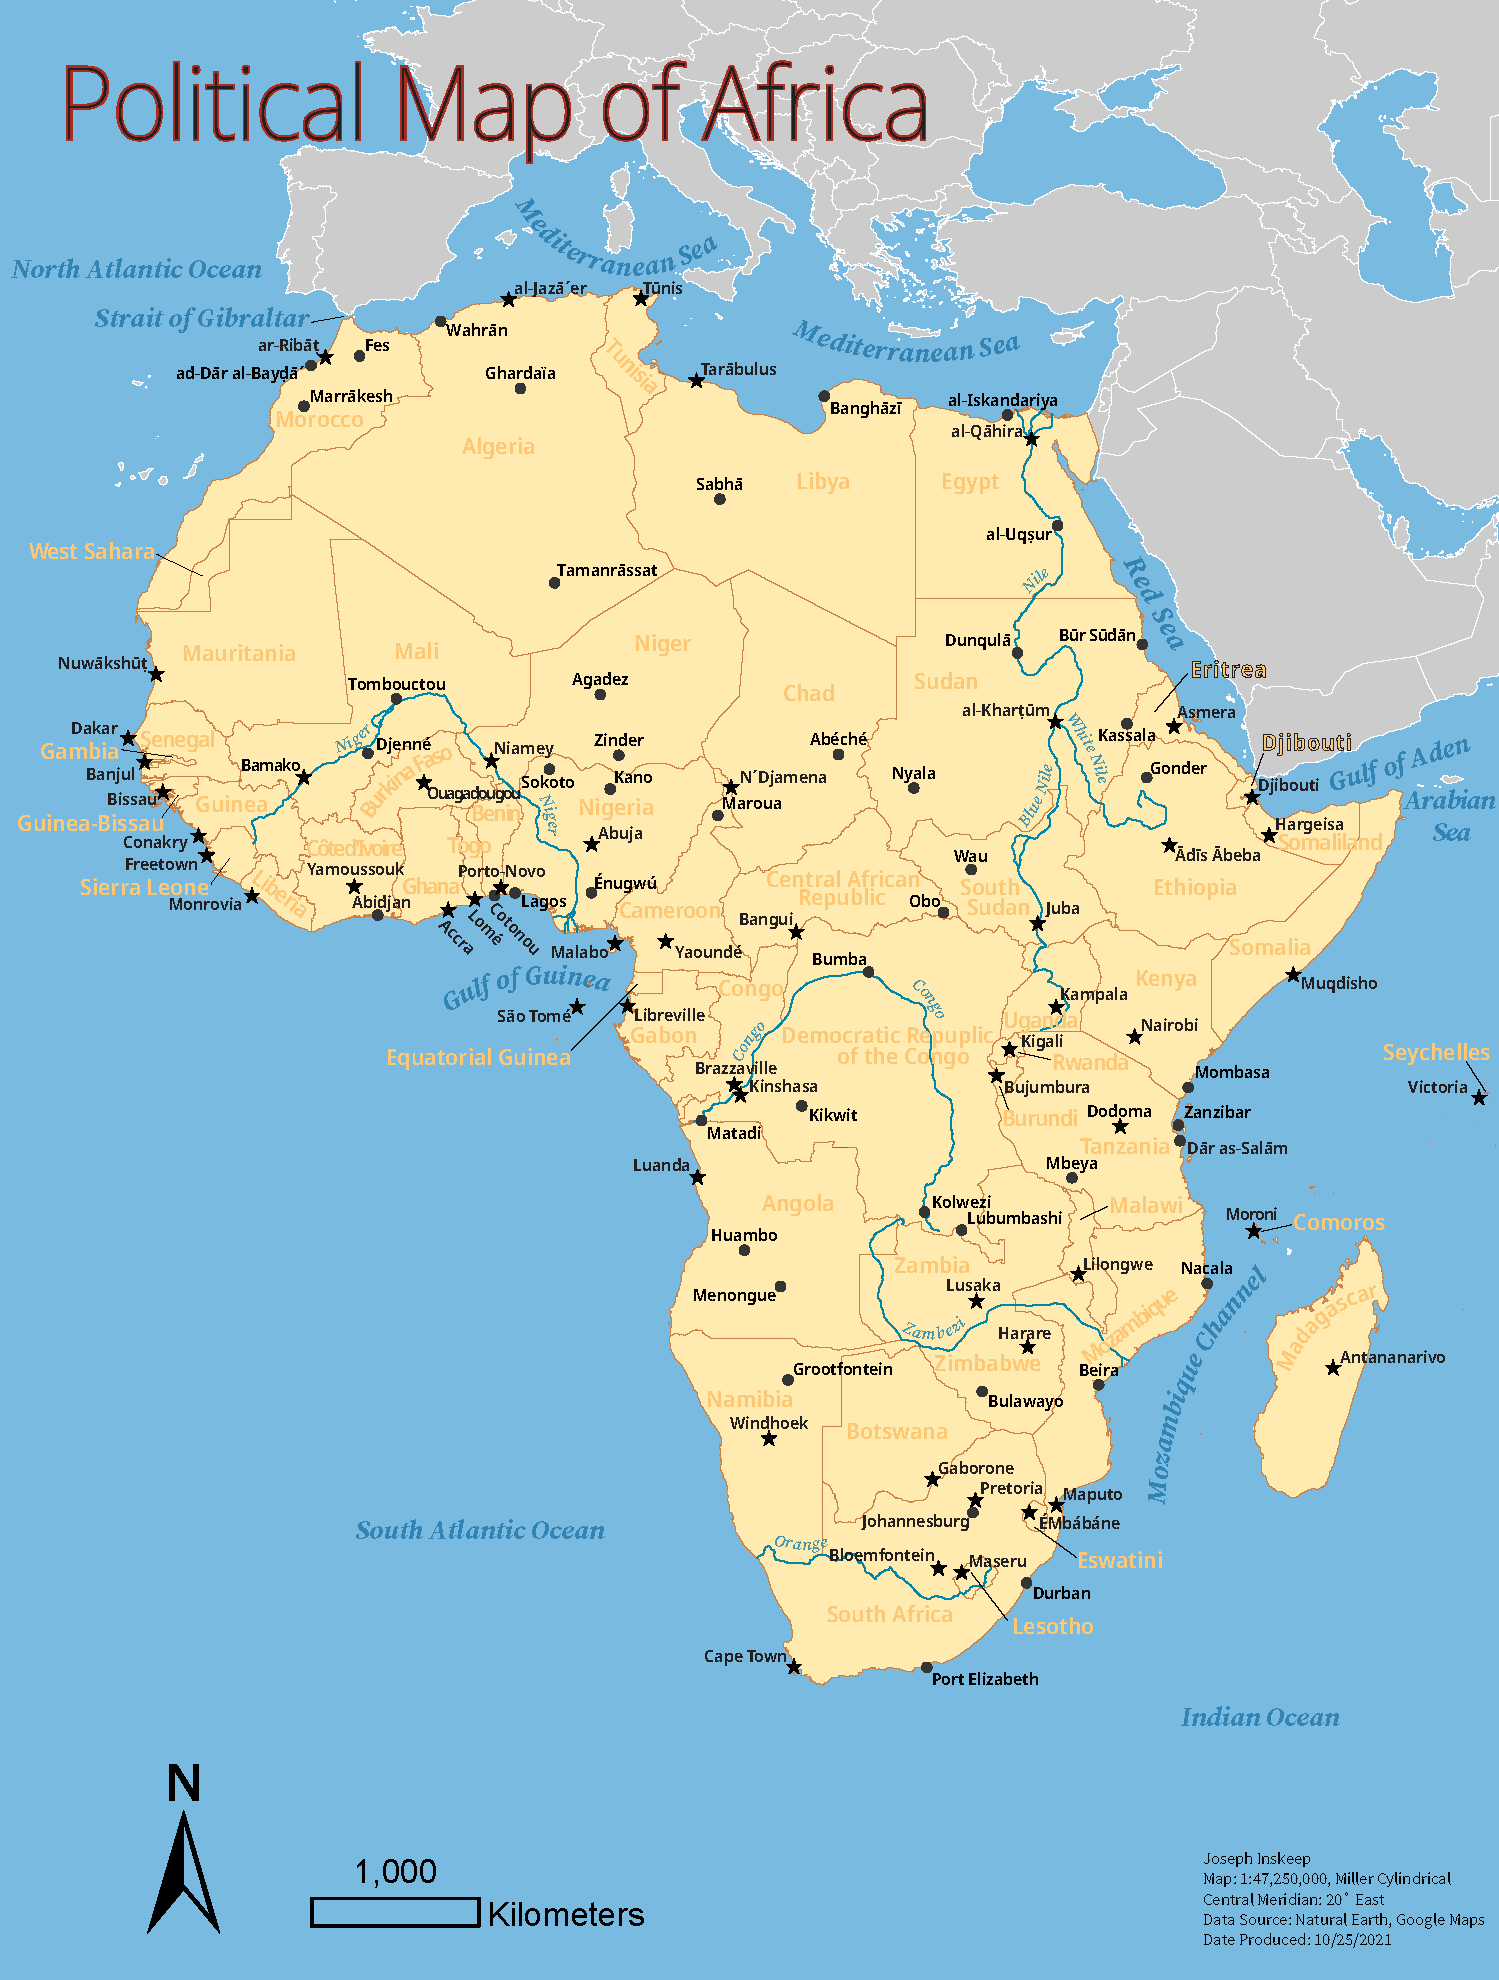 Political Map of Africa
Mediterranean Sea
North Atlantic Ocean
Strait of Gibraltar
al-Jazā´er
Tūnis
Wahrān
ar-Ribāṭ
Fes
Mediterranean Sea
ad-Dār al-Bayḍā´
Ghardaïa
Tunisia
Tarābulus
Marrākesh
Banghāzī
al-Iskandariya
Morocco
al-Qāhira
Algeria
Sabhā
Libya
Egypt
al-Uqṣur
West Sahara
Tamanrāssat
Nile
Red Sea
Mauritania
Mali
Niger
Dunqulā
Būr Sūdān
Nuwākshūṭ
Eritrea
Tombouctou
Agadez
Chad
Sudan
al-Kharṭūm
Asmera
Dakar
Senegal
Niger
Djenné
Niamey
Zinder
Abéché
White Nile
Kassala
Djibouti
Gulf of Aden
Gambia
Banjul
Bamako
Burkina Faso
Sokoto
Kano
N´Djamena
Nyala
Blue Nile
Gonder
Djibouti
Bissau
Guinea
Ouagadougou
Niger
Nigeria
Maroua
Arabian
Sea
Guinea-Bissau
Benin
Hargeisa
Conakry
Côted'Ivoire
Togo
Abuja
Somaliland
Freetown
Yamoussouk
Porto-Novo
Wau
Ādīs Ābeba
Sierra Leone
Liberia
Ghana
Énugwú
Central African
Republic
South
Sudan
Ethiopia
Monrovia
Abidjan
Lagos
Cameroon
Obo
Juba
Accra
Lomé
Cotonou
Bangui
Malabo
Yaoundé
Somalia
Bumba
Gulf of Guinea
Congo
Congo
Kenya
Muqdisho
Kampala
São Tomé
Libreville
Uganda
Nairobi
Gabon
Congo
Democratic Repuplic
of the Congo
Kigali
Equatorial Guinea
Rwanda
Seychelles
Brazzaville
Mombasa
Kinshasa
Bujumbura
Victoria
Kikwit
Burundi
Dodoma
Zanzibar
Matadi
Tanzania
Dār as-Salām
Luanda
Mbeya
Angola
Kolwezi
Malawi
Lubumbashi
Moroni
Comoros
Huambo
Zambia
Lilongwe
Nacala
Menongue
Lusaka
Mozambique
Madagascar
Zambezi
Harare
Mozambique Channel
Grootfontein
Zimbabwe
Beira
Antananarivo
Namibia
Bulawayo
Windhoek
Botswana
Gaborone
Pretoria
Maputo
Johannesburg
ÉMbábáne
South Atlantic Ocean
Orange
Bloemfontein
Maseru
Eswatini
Durban
South Africa
Lesotho
Cape Town
Port Elizabeth
Indian Ocean
N
1,000
Kilometers
Joseph Inskeep
Map: 1:47,250,000, Miller Cylindrical
Central Meridian: 20˚ East
Data Source: Natural Earth, Google Maps
Date Produced: 10/25/2021